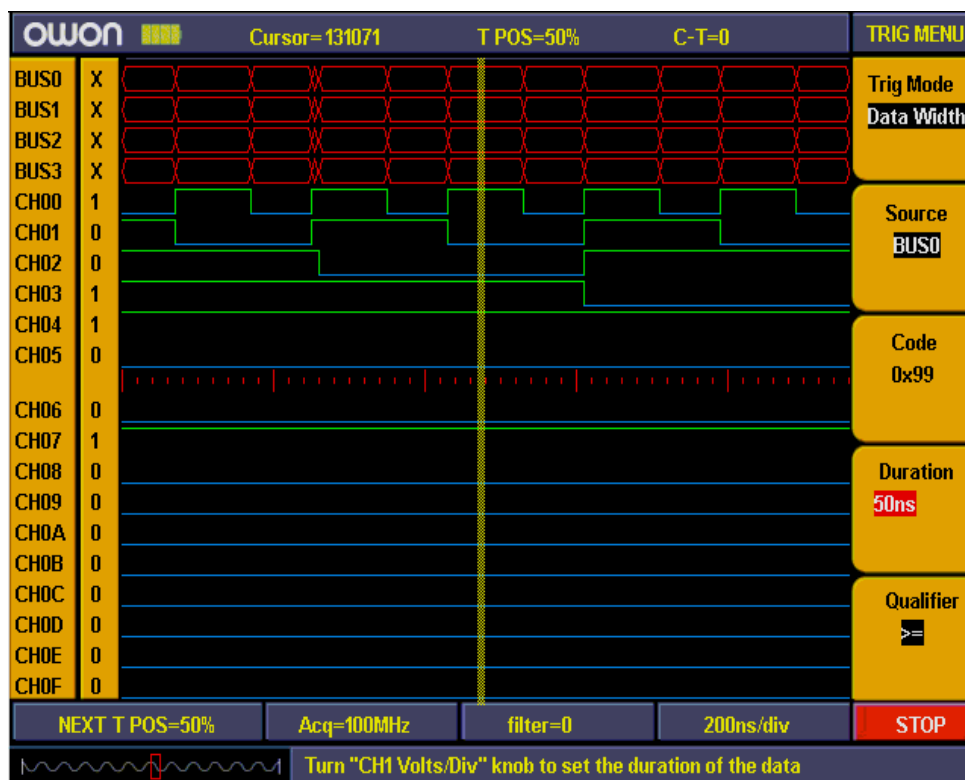 owon Cursor=131071 T POS=50% C-T=0 TRIG MENU
BUS0 X
BUS1 X
BUS2 X
BUS3 X
CH00 1
CH01 0
CH02 0
CH03 1
CH04 1
CH05 0
CH06 0
CH07 1
CH08 0
CH09 0
CH0A 0
CH0B 0
CH0C 0
CH0D 0
CH0E 0
CH0F 0
Trig Mode
Data Width
Source
BUS0
Code
0x99
Duration
50ns
Qualifier
>=
NEXT T POS=50% Acq=100MHz filter=0 200ns/div STOP
Turn "CH1 Volts/Div" knob to set the duration of the data